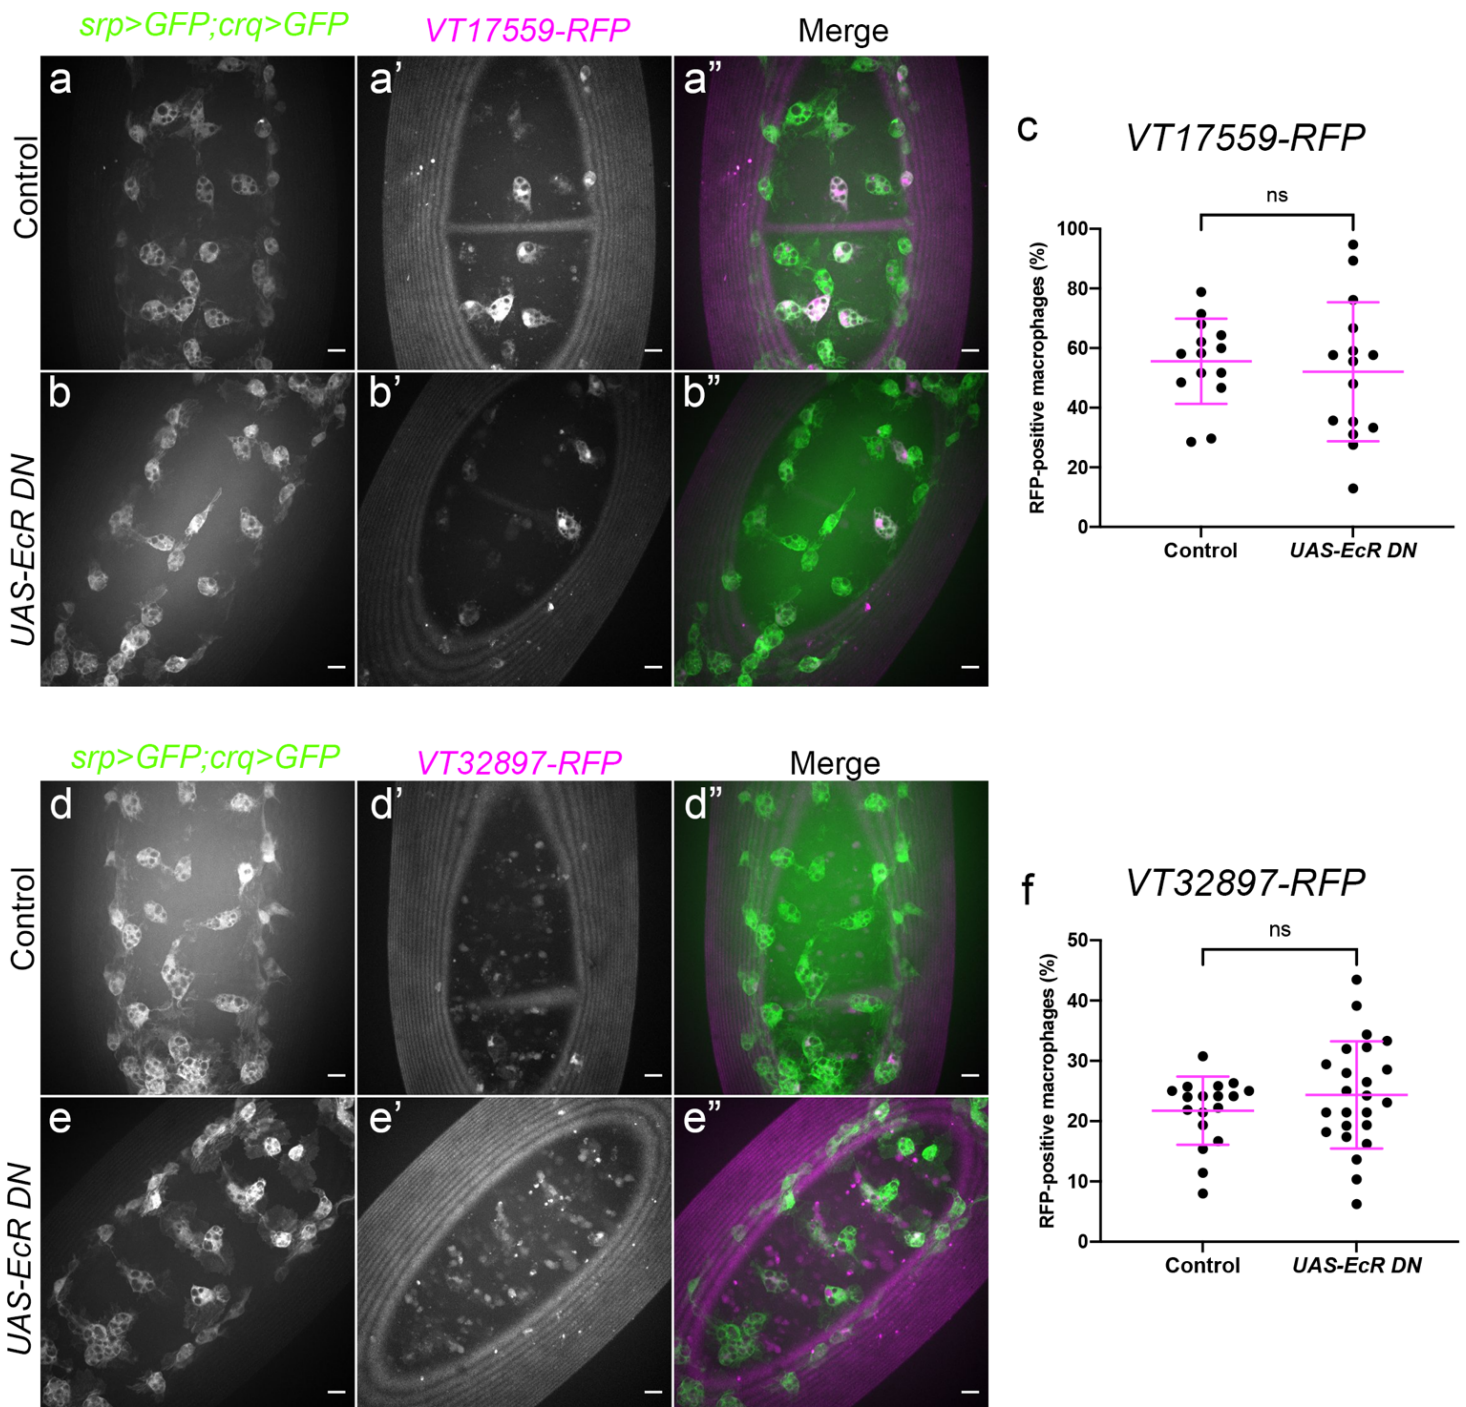 srp>GFP;crq>GFP VT17559-RFP Merge
Control
a a’ a”
UAS-EcR DN
b b’ b”
c VT17559-RFP
ns
RFP-positive macrophages (%)
100
80
60
40
20
0
Control UAS-EcR DN
srp>GFP;crq>GFP VT32897-RFP Merge
Control
d d’ d”
UAS-EcR DN
e e’ e”
f VT32897-RFP
ns
RFP-positive macrophages (%)
50
40
30
20
10
0
Control UAS-EcR DN